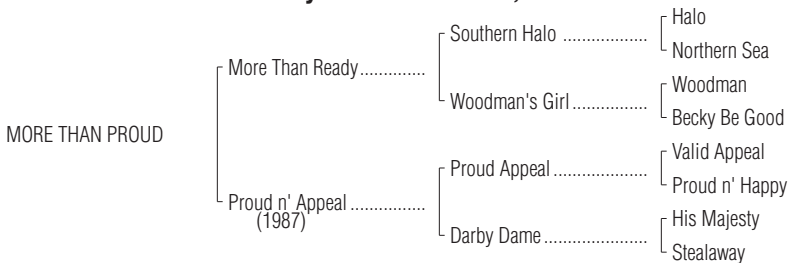 Halo
Southern Halo ..................
Northern Sea
More Than Ready..............
Woodman
Woodman's Girl................
Becky Be Good
MORE THAN PROUD
Valid Appeal
Proud Appeal ....................
Proud n' Happy
Proud n' Appeal ................
(1987)
His Majesty
Darby Dame......................
Stealaway